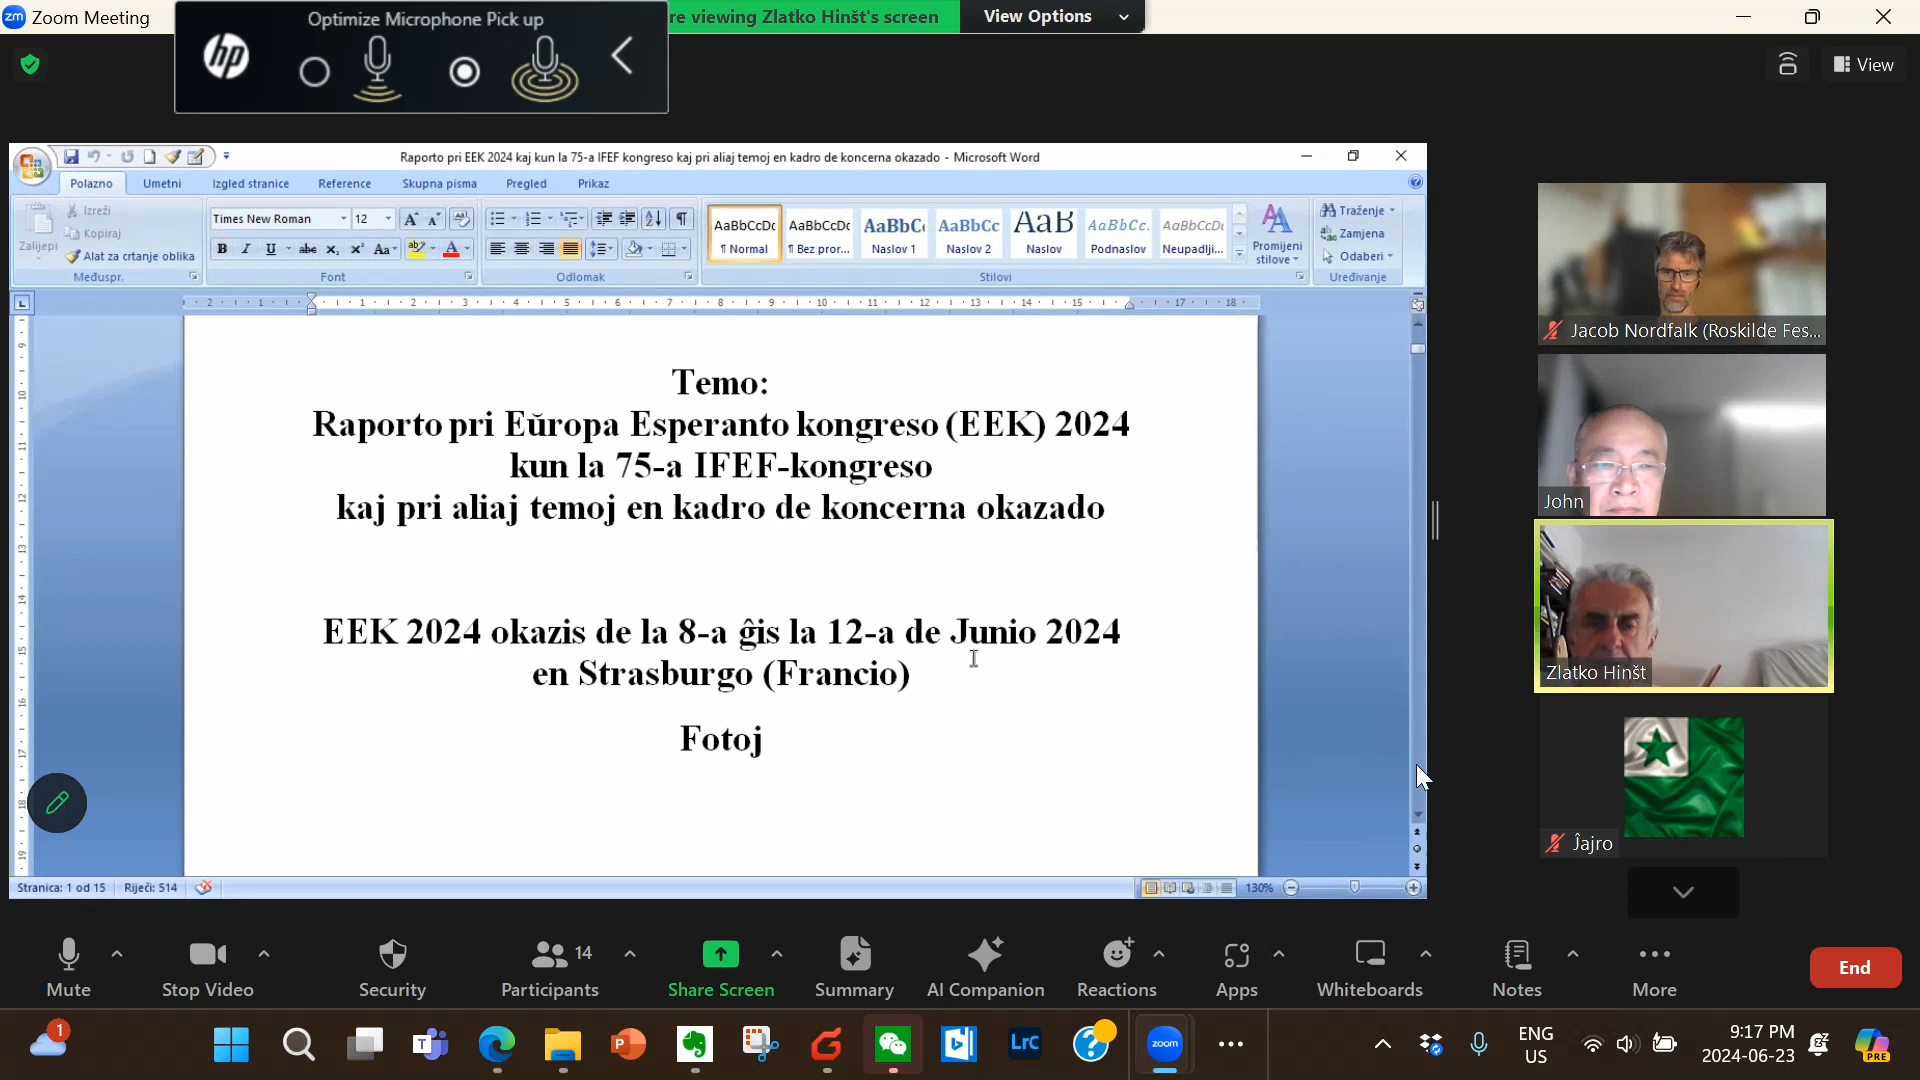 Zoom Meeting
Optimize Microphone Pick up
re viewing Zlatko Hinšt's screen
View Options
hp
View
Raporto pri EEK 2024 kaj kun la 75-a IFEF kongreso kaj pri aliaj temoj en kadro de koncerna okazado - Microsoft Word
Polazno Umetni Izgled stranice Reference Skupna pisma Pregled Prikaz
Zalijepi
Izreži
Kopiraj
Alat za crtanje oblika
Međuspr.
Times New Roman 12
Font
Odlomak
AaBbCcDc AaBbCcDc AaBbC AaBbCc AaB AaBbCc. AaBbCcDc
¶ Normal ¶ Bez pror... Naslov 1 Naslov 2 Naslov Podnaslov Neupadlji...
Stilovi
Promijeni stilove
Traženje
Zamjena
Odaberi
Uređivanje
Temo:
Raporto pri Eŭropa Esperanto kongreso (EEK) 2024
kun la 75-a IFEF-kongreso
kaj pri aliaj temoj en kadro de koncerna okazado
EEK 2024 okazis de la 8-a ĝis la 12-a de Junio 2024
en Strasburgo (Francio)
Fotoj
Stranica: 1 od 15 Riječi: 514
130%
Jacob Nordfalk (Roskilde Fes...
John
Zlatko Hinšt
Ĵajro
Mute
Stop Video
Security
14
Participants
Share Screen
Summary
AI Companion
Reactions
Apps
Whiteboards
Notes
More
End
1
zoom
LrC
ENG
US
9:17 PM
2024-06-23
PRE